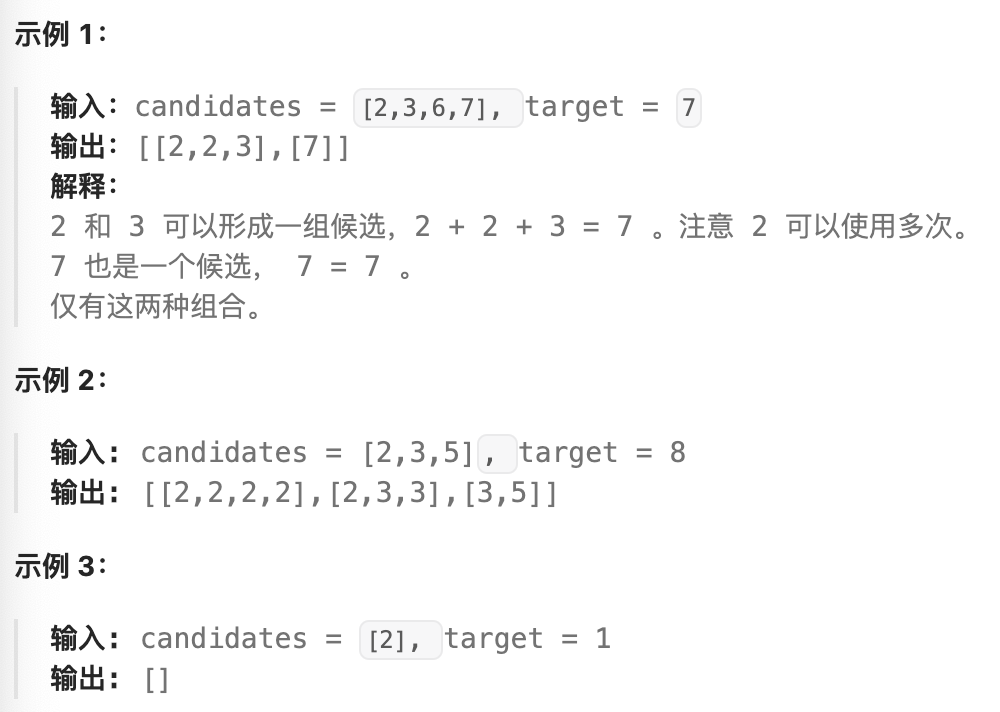 示例 1：
输入：candidates = [2,3,6,7], target = 7
输出：[[2,2,3],[7]]
解释：
2 和 3 可以形成一组候选，2 + 2 + 3 = 7 。注意 2 可以使用多次。
7 也是一个候选， 7 = 7 。
仅有这两种组合。
示例 2：
输入: candidates = [2,3,5], target = 8
输出: [[2,2,2,2],[2,3,3],[3,5]]
示例 3：
输入: candidates = [2], target = 1
输出: []